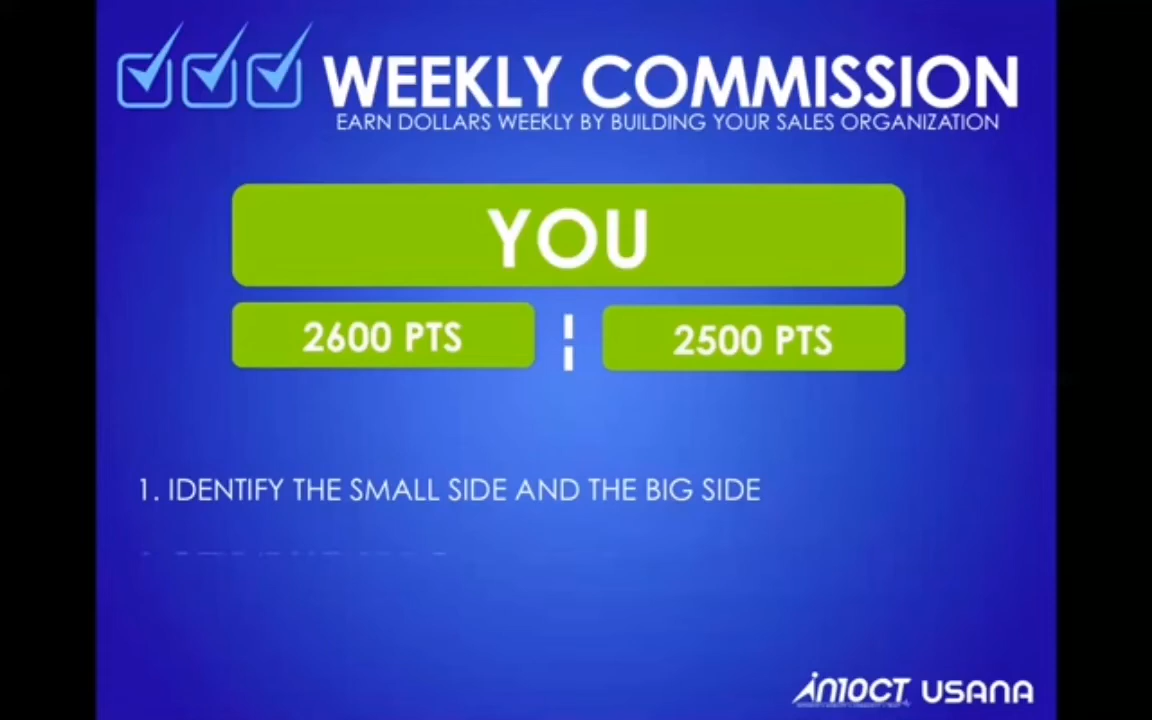 WEEKLY COMMISSION
EARN DOLLARS WEEKLY BY BUILDING YOUR SALES ORGANIZATION
YOU
2600 PTS
2500 PTS
1. IDENTIFY THE SMALL SIDE AND THE BIG SIDE
in10CT USANA